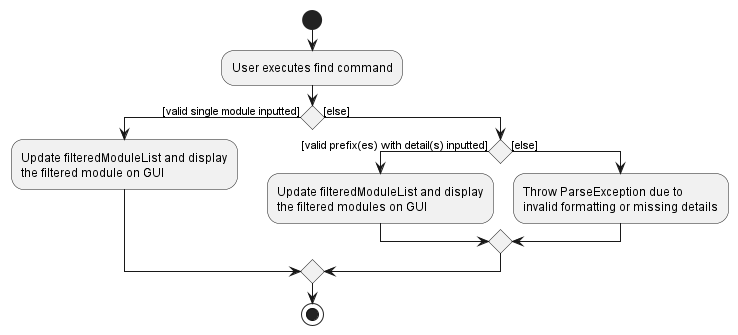 User executes find command
[valid single module inputted]
[else]
Update filteredModuleList and display
the filtered module on GUI
[valid prefix(es) with detail(s) inputted]
[else]
Update filteredModuleList and display
the filtered modules on GUI
Throw ParseException due to
invalid formatting or missing details